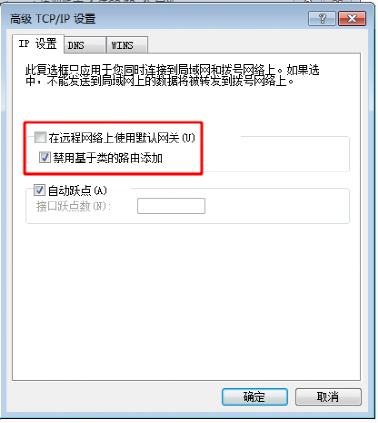 高级 TCP/IP 设置
IP 设置 DNS WINS
此复选框只应用于您同时连接到局域网和拨号网络上。如果选
中，不能发送到局域网上的数据将被转发到拨号网络上。
在远程网络上使用默认网关(U)
禁用基于类的路由添加
自动跃点(A)
接口跃点数(N):
确定 取消